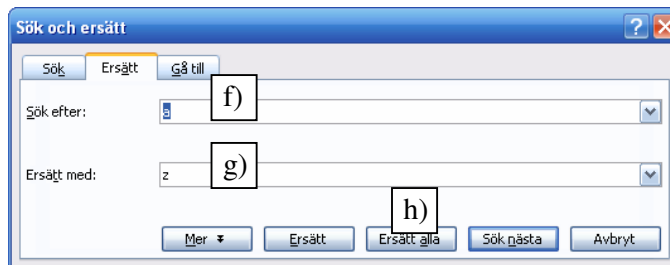 Sök och ersätt
Sök Ersätt Gå till
f)
Sök efter: a
g)
Ersätt med: z
h)
Mer Ersätt Ersätt alla Sök nästa Avbryt